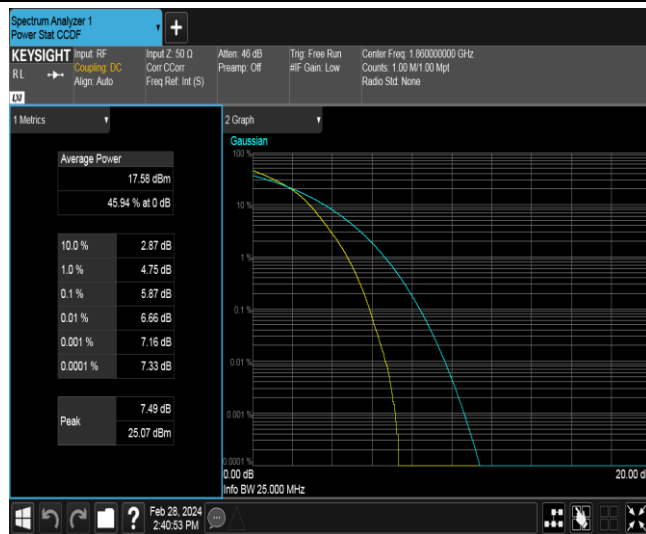 Spectrum Analyzer 1
Power Stat CCDF
+
KEYSIGHT
RL
Input: RF
Coupling: DC
Align: Auto
Input Z: 50 Ω
Corr CCorr
Freq Ref: Int (S)
Atten: 46 dB
Preamp: Off
Trig: Free Run
#IF Gain: Low
Center Freq: 1.860000000 GHz
Counts: 1.00 M/1.00 Mpt
Radio Std: None
LXI
1 Metrics
Average Power
17.58 dBm
45.94 % at 0 dB
10.0 % 2.87 dB
1.0 % 4.75 dB
0.1 % 5.87 dB
0.01 % 6.66 dB
0.001 % 7.16 dB
0.0001 % 7.33 dB
Peak
7.49 dB
25.07 dBm
2 Graph
Gaussian
100 %
10 %
1 %
0.1 %
0.01 %
0.001 %
0.0001 %
0.00 dB
20.00 d
Info BW 25.000 MHz
?
Feb 28, 2024
2:40:53 PM